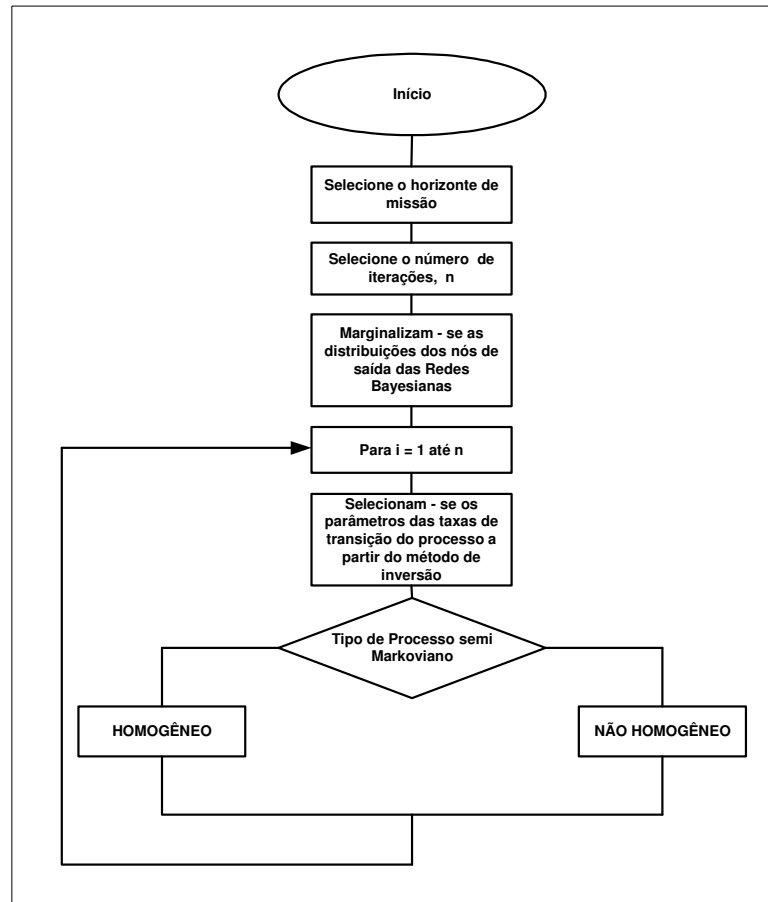 Início
Selecione o horizonte de
missão
Selecione o número de
iterações, n
Marginalizam - se as
distribuições dos nós de
saída das Redes
Bayesianas
Para i = 1 até n
Selecionam - se os
parâmetros das taxas de
transição do processo a
partir do método de
inversão
Tipo de Processo semi
Markoviano
HOMOGÊNEO
NÃO HOMOGÊNEO